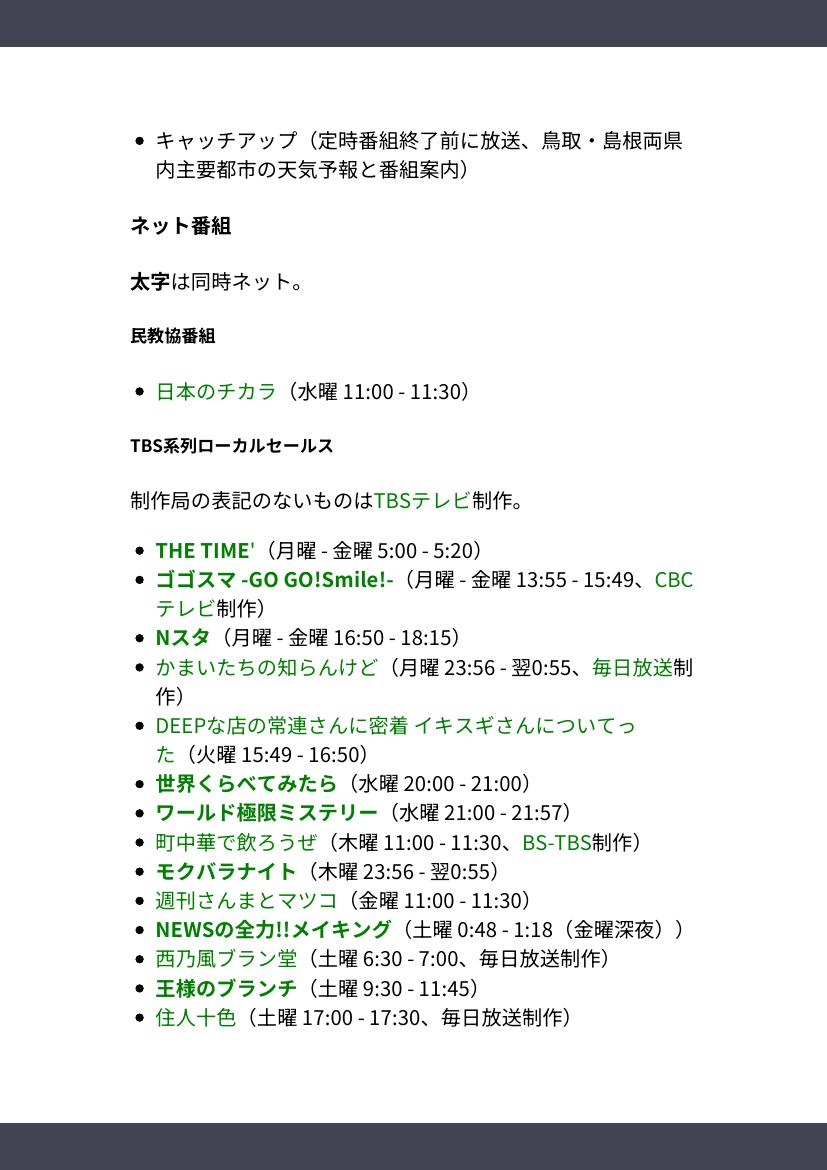 キャッチアップ（定時番組終了前に放送、鳥取・島根両県
内主要都市の天気予報と番組案内）
ネット番組
太字は同時ネット。
民教協番組
日本のチカラ（水曜 11:00 - 11:30）
TBS系列ローカルセールス
制作局の表記のないものはTBSテレビ制作。
THE TIME'（月曜 - 金曜 5:00 - 5:20）
ゴゴスマ -GO GO!Smile!-（月曜 - 金曜 13:55 - 15:49、CBC
テレビ制作）
Nスタ（月曜 - 金曜 16:50 - 18:15）
かまいたちの知らんけど（月曜 23:56 - 翌0:55、毎日放送制
作）
DEEPな店の常連さんに密着 イキスギさんについてっ
た（火曜 15:49 - 16:50）
世界くらべてみたら（水曜 20:00 - 21:00）
ワールド極限ミステリー（水曜 21:00 - 21:57）
町中華で飲ろうぜ（木曜 11:00 - 11:30、BS-TBS制作）
モクバラナイト（木曜 23:56 - 翌0:55）
週刊さんまとマツコ（金曜 11:00 - 11:30）
NEWSの全力!!メイキング（土曜 0:48 - 1:18（金曜深夜））
西乃風ブラン堂（土曜 6:30 - 7:00、毎日放送制作）
王様のブランチ（土曜 9:30 - 11:45）
住人十色（土曜 17:00 - 17:30、毎日放送制作）